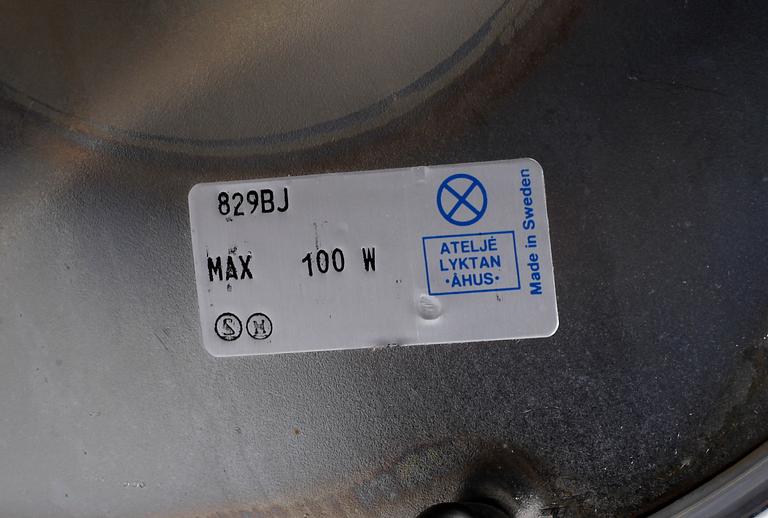 829BJ
MAX 100 W
S N
ATELJÉ
LYKTAN
·ÅHUS·
Made in Sweden